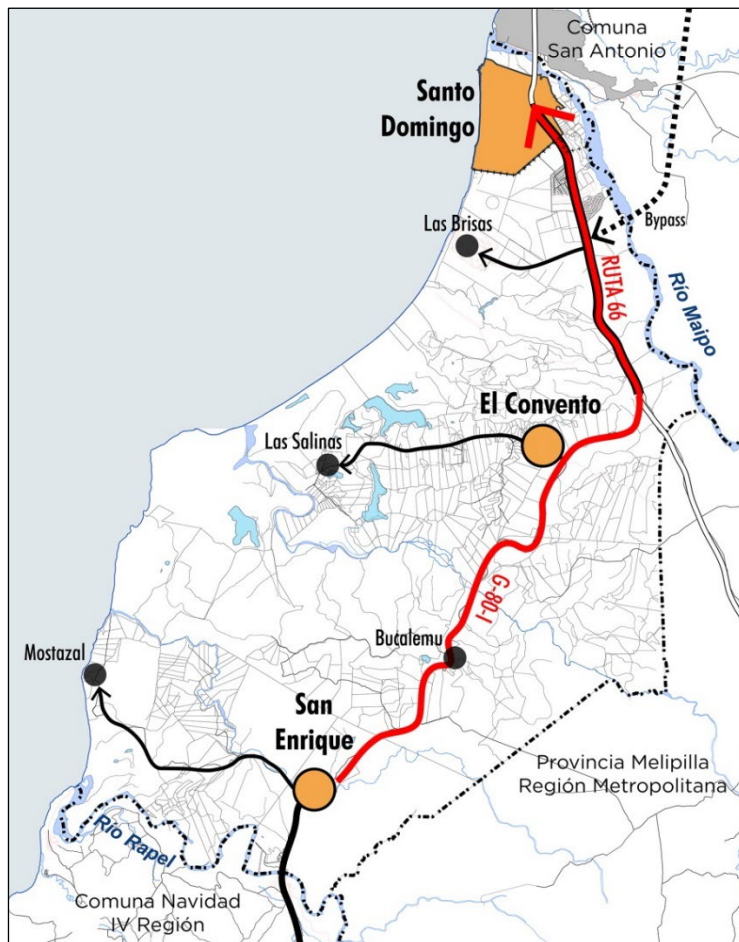 Comuna
San Antonio
Santo
Domingo
Las Brisas
Bypass
RUTA 66
Río Maipo
El Convento
Las Salinas
G-80-I
Bucalemu
Mostazal
San
Enrique
Provincia Melipilla
Región Metropolitana
Río Rapel
Comuna Navidad
IV Región